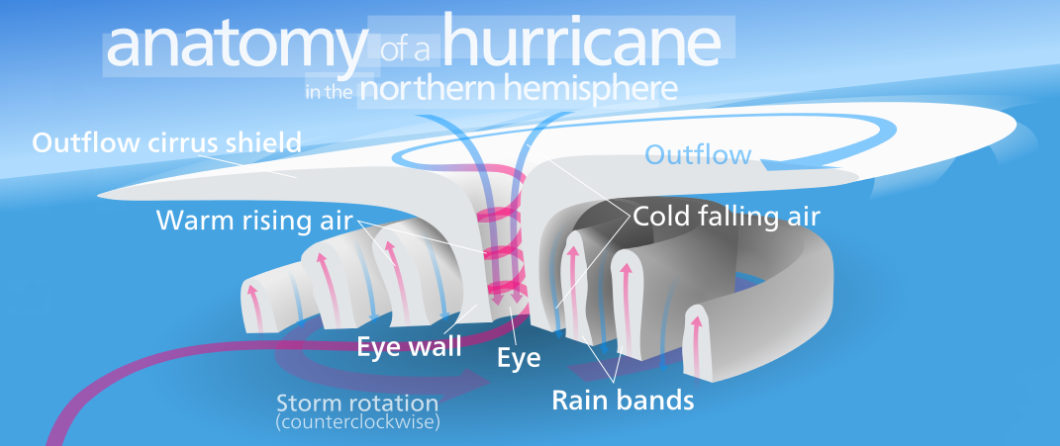 anatomy of a hurricane
in the northern hemisphere
Outflow cirrus shield
Outflow
Warm rising air
Cold falling air
Eye wall
Eye
Rain bands
Storm rotation
(counterclockwise)